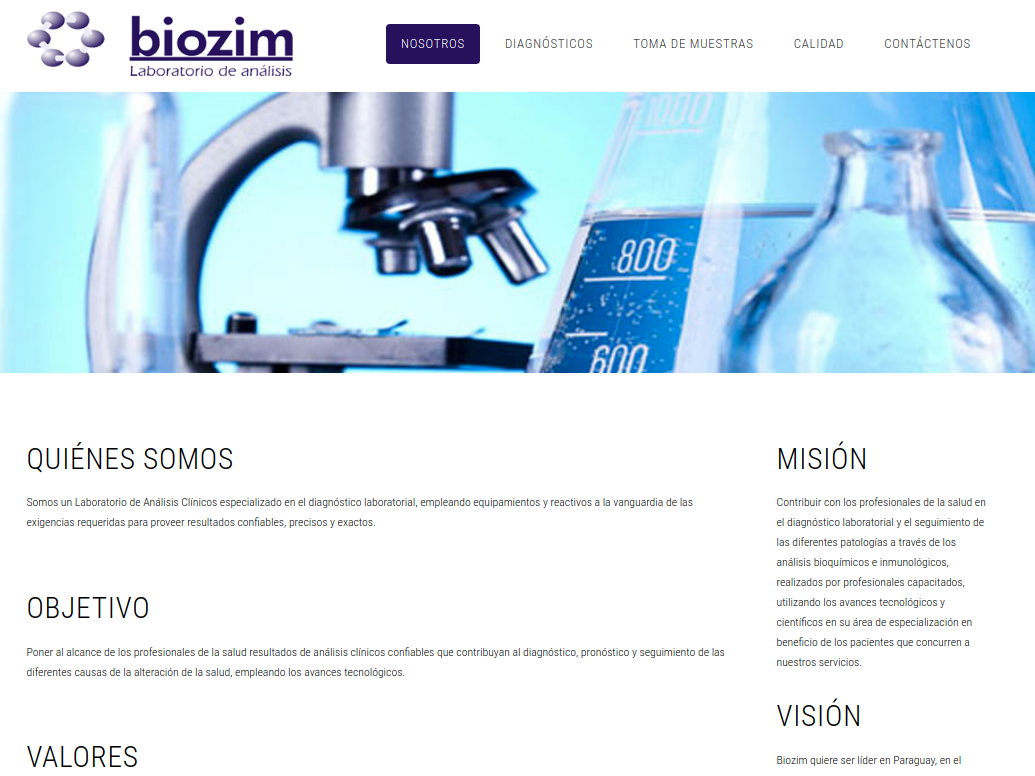 biozim
Laboratorio de análisis
NOSOTROS
DIAGNÓSTICOS
TOMA DE MUESTRAS
CALIDAD
CONTÁCTENOS
1000
800
600
QUIÉNES SOMOS
Somos un Laboratorio de Análisis Clínicos especializado en el diagnóstico laboratorial, empleando equipamientos y reactivos a la vanguardia de las
exigencias requeridas para proveer resultados confiables, precisos y exactos.
OBJETIVO
Poner al alcance de los profesionales de la salud resultados de análisis clínicos confiables que contribuyan al diagnóstico, pronóstico y seguimiento de las
diferentes causas de la alteración de la salud, empleando los avances tecnológicos.
VALORES
MISIÓN
Contribuir con los profesionales de la salud en
el diagnóstico laboratorial y el seguimiento de
las diferentes patologías a través de los
análisis bioquímicos e inmunológicos,
realizados por profesionales capacitados,
utilizando los avances tecnológicos y
científicos en su área de especialización en
beneficio de los pacientes que concurren a
nuestros servicios.
VISIÓN
Biozim quiere ser líder en Paraguay, en el